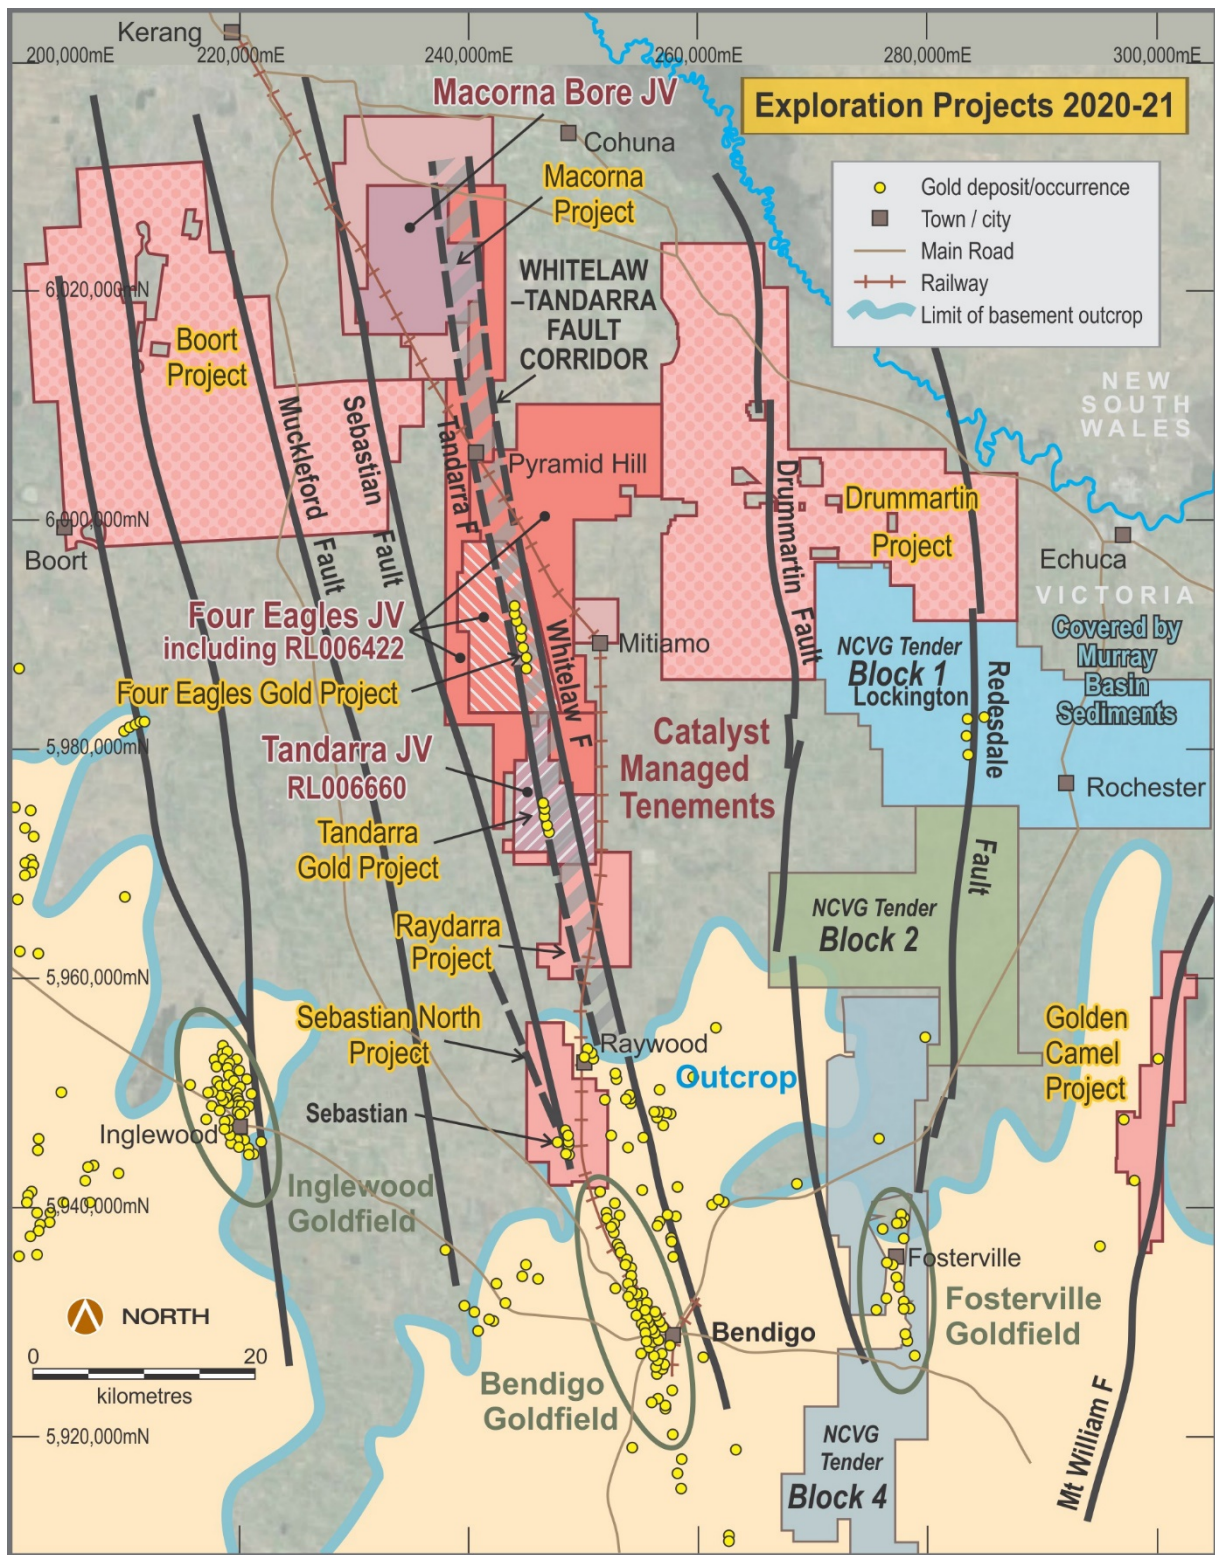 Kerang
200,000mE
220,000mE
240,000mE
260,000mE
280,000mE
300,000mE
Macorna Bore JV
Exploration Projects 2020-21
Cohuna
Macorna
Project
Gold deposit/occurrence
Town / city
Main Road
Railway
Limit of basement outcrop
WHITELAW
–TANDARRA
FAULT
CORRIDOR
6,020,000mN
Boort
Project
NEW
SOUTH
WALES
Muckleford
Fault
Sebastian
Fault
Tandarra F
Pyramid Hill
Drummartin
Fault
Drummartin
Project
6,000,000mN
Boort
Echuca
VICTORIA
Four Eagles JV
including RL006422
Whitelaw F
Mitiamo
NCVG Tender
Block 1
Lockington
Redesdale
Fault
Covered by
Murray
Basin
Sediments
Four Eagles Gold Project
5,980,000mN
Tandarra JV
RL006660
Catalyst
Managed
Tenements
Rochester
Tandarra
Gold Project
NCVG Tender
Block 2
Raydarra
Project
5,960,000mN
Sebastian North
Project
Raywood
Outcrop
Golden
Camel
Project
Sebastian
Inglewood
Inglewood
Goldfield
5,940,000mN
Fosterville
Fosterville
Goldfield
NORTH
0
20
kilometres
Bendigo
Bendigo
Goldfield
Mt William F
5,920,000mN
NCVG
Tender
Block 4